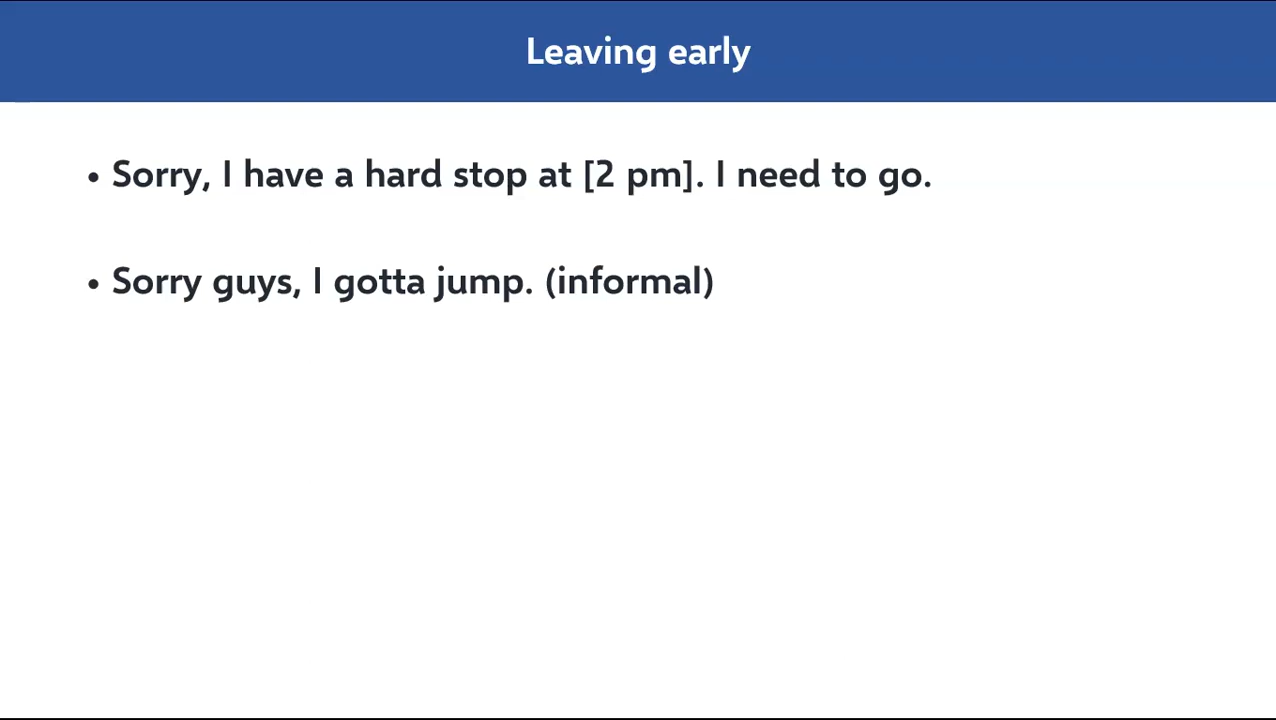 Leaving early
• Sorry, I have a hard stop at [2 pm]. I need to go.
• Sorry guys, I gotta jump. (informal)